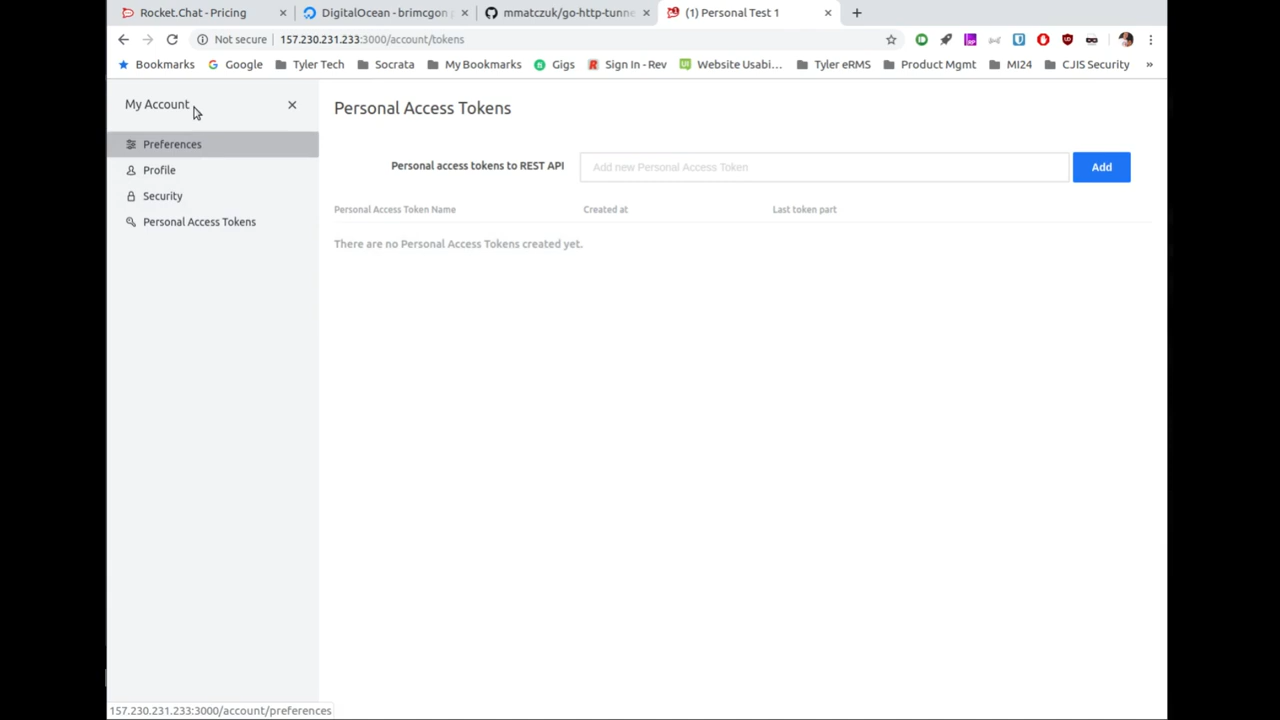 Rocket.Chat - Pricing
DigitalOcean - brimcgon
mmatczuk/go-http-tunne
(1) Personal Test 1
Not secure
157.230.231.233:3000/account/tokens
Bookmarks
Google
Tyler Tech
Socrata
My Bookmarks
Gigs
Sign In - Rev
Website Usabi...
Tyler eRMS
Product Mgmt
MI24
CJIS Security
»
My Account
Preferences
Profile
Security
Personal Access Tokens
Personal Access Tokens
Personal access tokens to REST API
Add new Personal Access Token
Add
Personal Access Token Name
Created at
Last token part
There are no Personal Access Tokens created yet.
157.230.231.233:3000/account/preferences